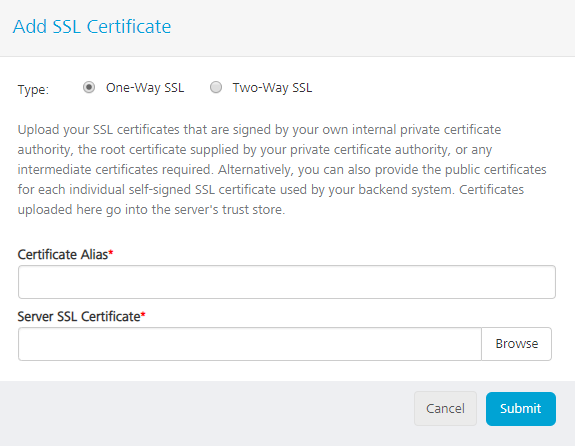 Add SSL Certificate
Type: One-Way SSL Two-Way SSL
Upload your SSL certificates that are signed by your own internal private certificate
authority, the root certificate supplied by your private certificate authority, or any
intermediate certificates required. Alternatively, you can also provide the public certificates
for each individual self-signed SSL certificate used by your backend system. Certificates
uploaded here go into the server's trust store.
Certificate Alias*
Server SSL Certificate*
Browse
Cancel Submit